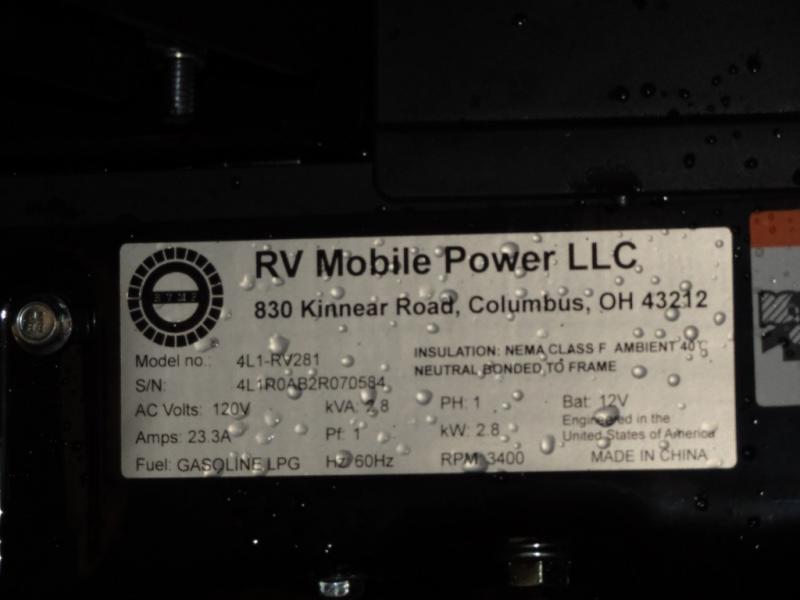 RV Mobile Power LLC
830 Kinnear Road, Columbus, OH 43212
Model no.: 4L1-RV281
INSULATION: NEMA CLASS F AMBIENT 40℃
NEUTRAL BONDED TO FRAME
S/N: 4L1R0AB2R070584
AC Volts: 120V kVA: 2.8 PH: 1 Bat: 12V
Amps: 23.3A Pf: 1 kW: 2.8
Engineered in the
United States of America
Fuel: GASOLINE LPG Hz: 60Hz RPM: 3400 MADE IN CHINA